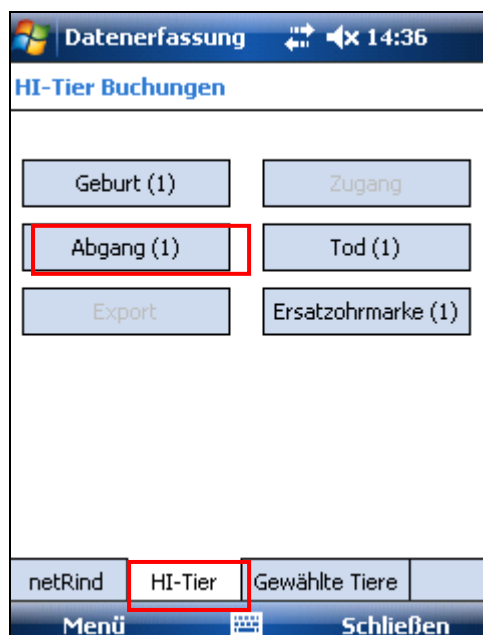 Datenerfassung 14:36
HI-Tier Buchungen
Geburt (1) Zugang
Abgang (1) Tod (1)
Export Ersatzohrmarke (1)
netRind HI-Tier Gewählte Tiere
Menü Schließen